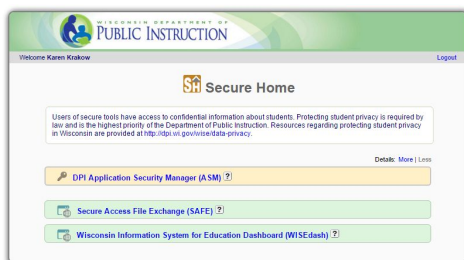 WISCONSIN DEPARTMENT OF
PUBLIC INSTRUCTION
Welcome Karen Krakow
Logout
SH Secure Home
Users of secure tools have access to confidential information about students. Protecting student privacy is required by
law and is the highest priority of the Department of Public Instruction. Resources regarding protecting student privacy
in Wisconsin are provided at http://dpi.wi.gov/wise/data-privacy.
Details: More | Less
DPI Application Security Manager (ASM) ?
Secure Access File Exchange (SAFE) ?
Wisconsin Information System for Education Dashboard (WISEdash) ?